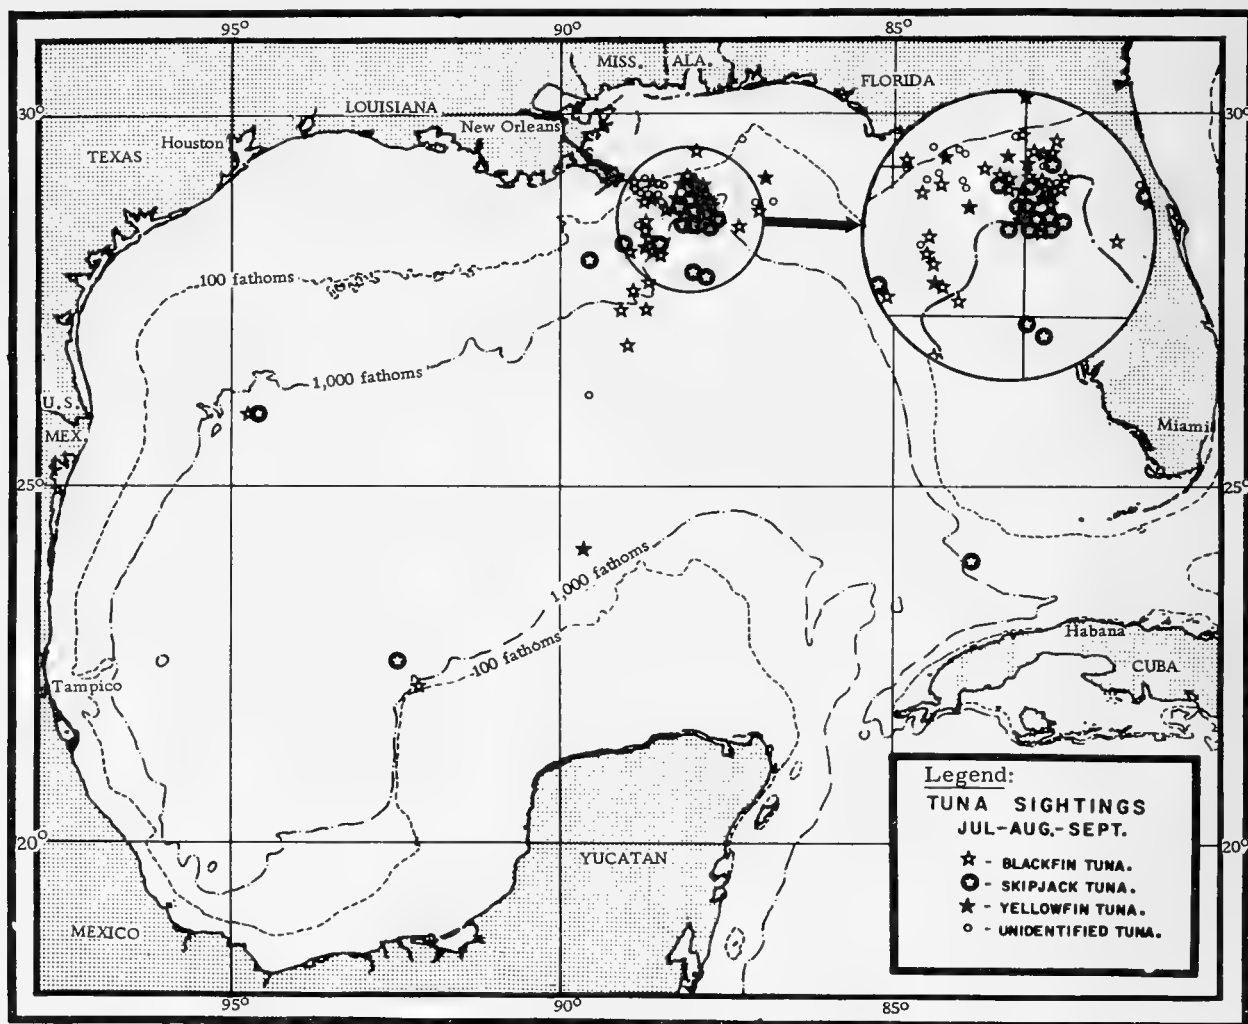 95° 90° 85°
MISS. ALA.
FLORIDA
30° 30°
LOUISIANA
New Orleans
Houston
TEXAS
100 fathoms
1,000 fathoms
U.S.
MEX.
Miami
25° 25°
1,000 fathoms
100 fathoms
Habana
CUBA
Tampico
Legend:
TUNA SIGHTINGS
JUL-AUG.-SEPT.
- BLACKFIN TUNA.
- SKIPJACK TUNA.
- YELLOWFIN TUNA.
- UNIDENTIFIED TUNA.
20° 20°
YUCATAN
MEXICO
95° 90° 85°